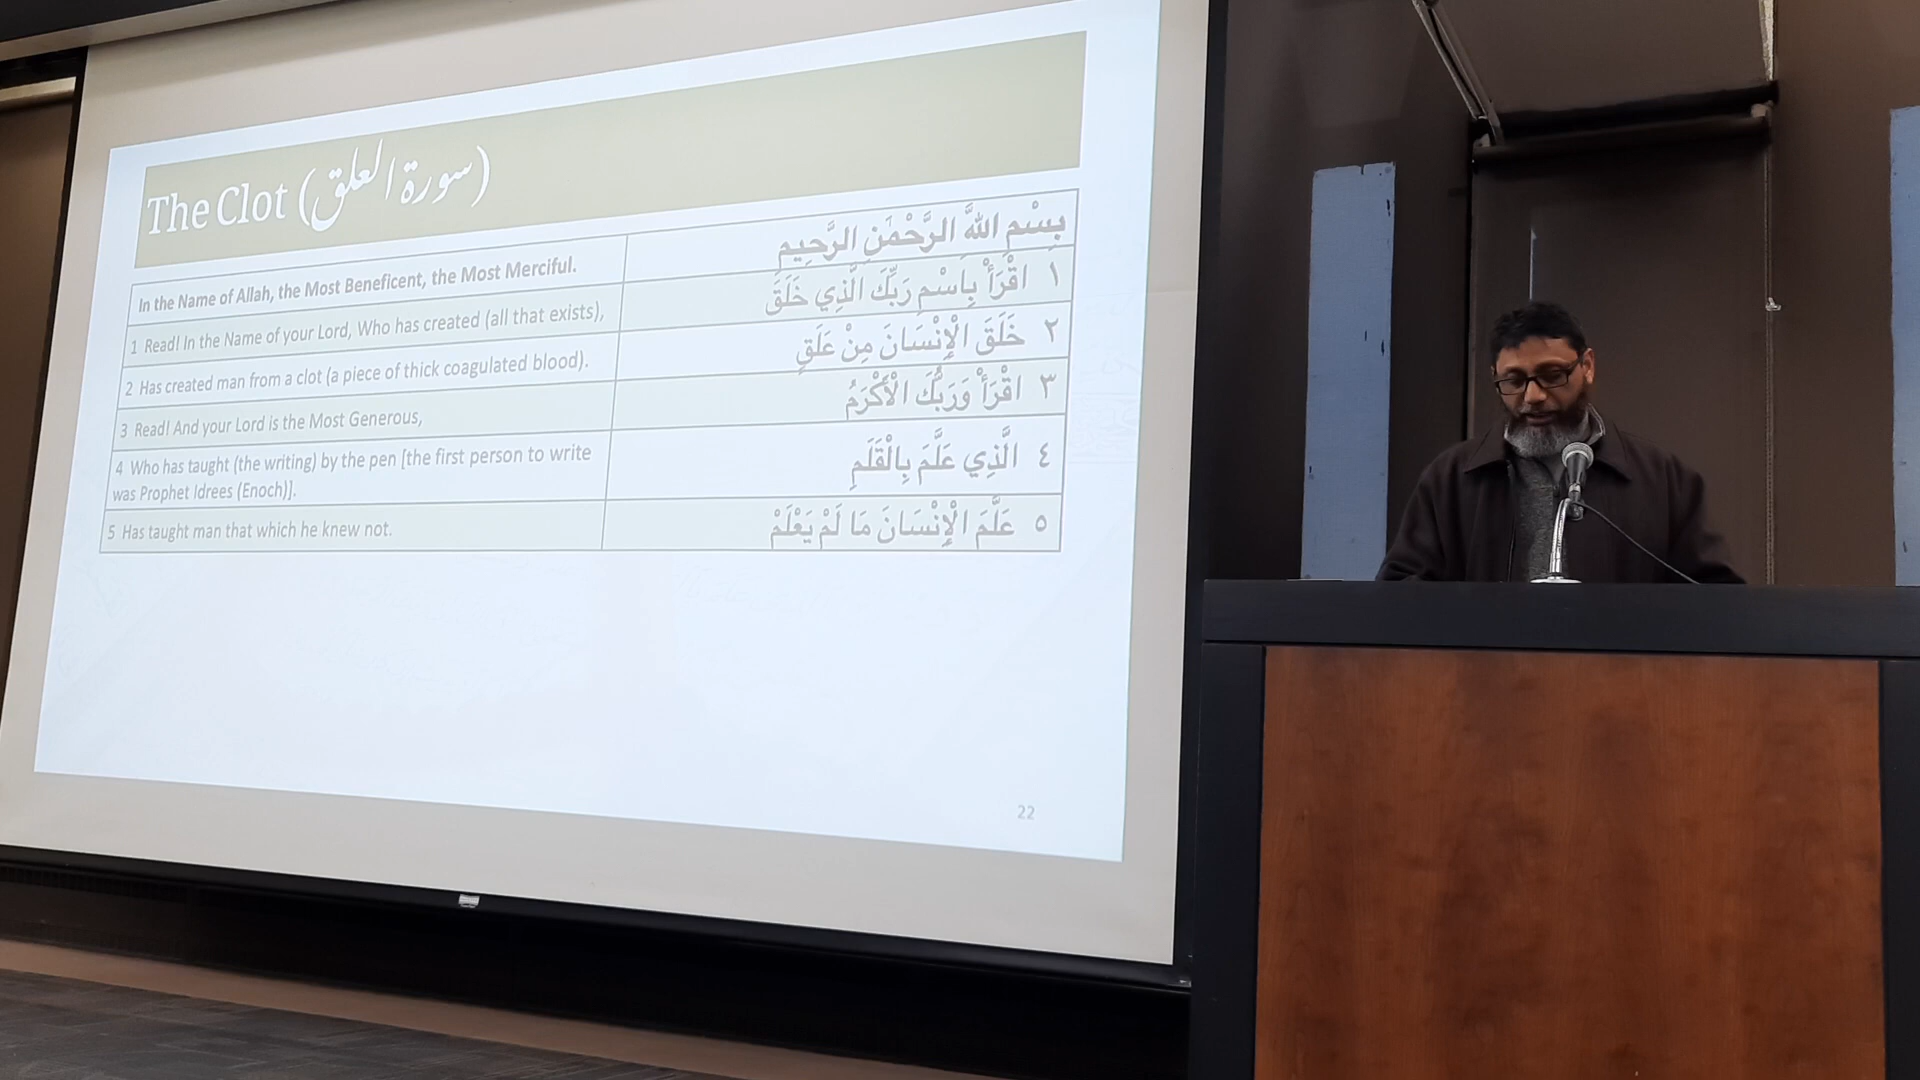 The Clot (سورة العلق)
In the Name of Allah, the Most Beneficent, the Most Merciful.
بِسْمِ اللَّهِ الرَّحْمَٰنِ الرَّحِيمِ
1 Read! In the Name of your Lord, Who has created (all that exists),
١ اقْرَأْ بِاسْمِ رَبِّكَ الَّذِي خَلَقَ
2 Has created man from a clot (a piece of thick coagulated blood).
٢ خَلَقَ الْإِنْسَانَ مِنْ عَلَقٍ
3 Read! And your Lord is the Most Generous,
٣ اقْرَأْ وَرَبُّكَ الْأَكْرَمُ
4 Who has taught (the writing) by the pen [the first person to write
was Prophet Idrees (Enoch)].
٤ الَّذِي عَلَّمَ بِالْقَلَمِ
5 Has taught man that which he knew not.
٥ عَلَّمَ الْإِنْسَانَ مَا لَمْ يَعْلَمْ
22